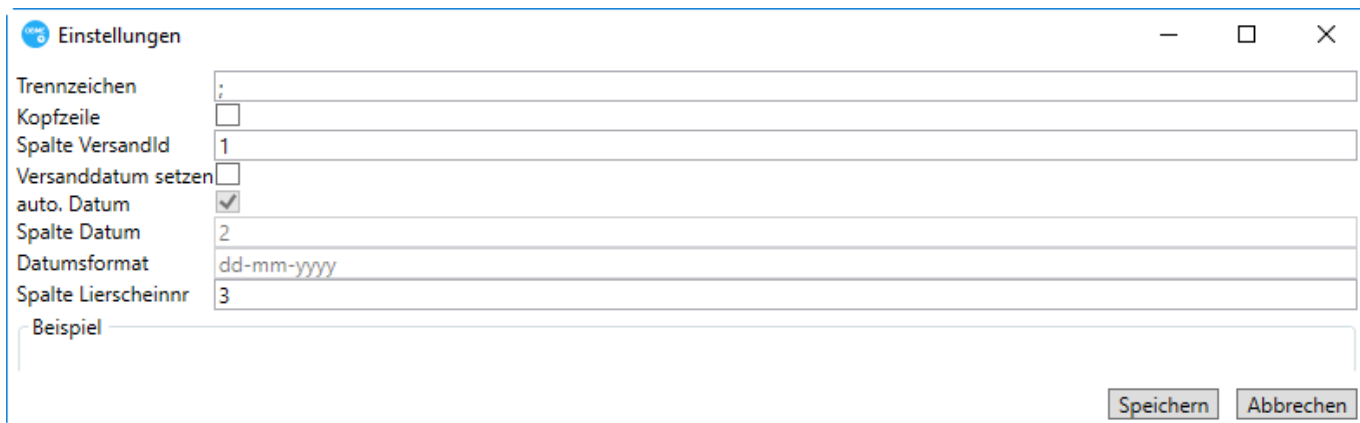 Einstellungen
Trennzeichen ;
Kopfzeile
Spalte VersandId 1
Versanddatum setzen
auto. Datum
Spalte Datum 2
Datumsformat dd-mm-yyyy
Spalte Lierscheinnr 3
Beispiel
Speichern Abbrechen